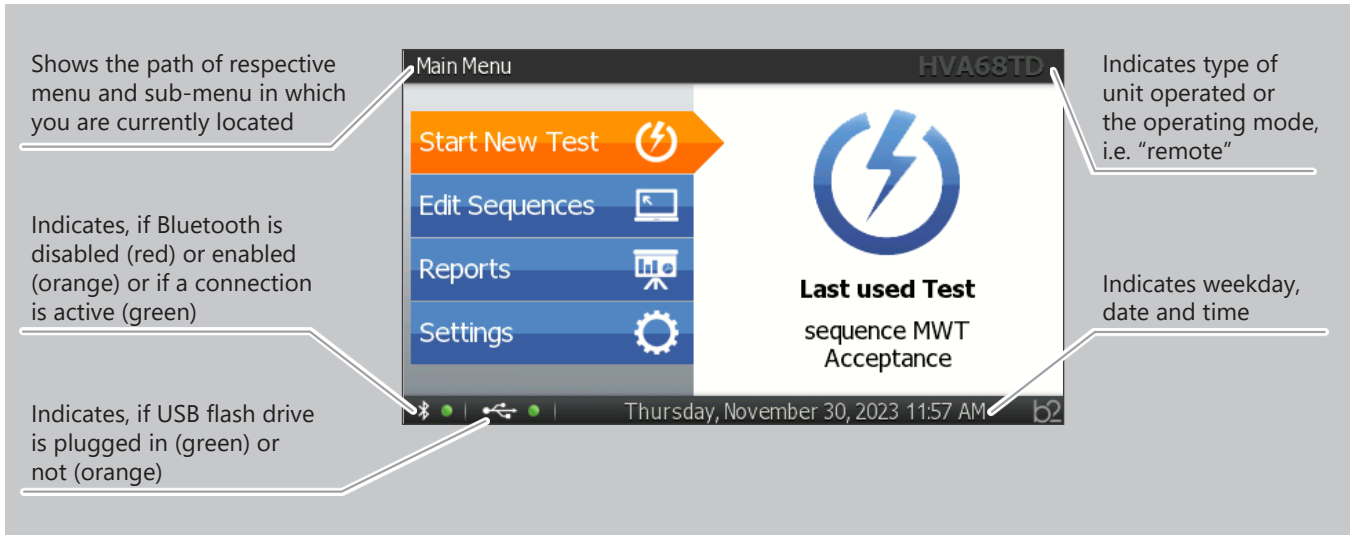 Shows the path of respective
menu and sub-menu in which
you are currently located
Indicates, if Bluetooth is
disabled (red) or enabled
(orange) or if a connection
is active (green)
Indicates, if USB flash drive
is plugged in (green) or
not (orange)
Main Menu
HVA68TD
Start New Test
Edit Sequences
Reports
Settings
Last used Test
sequence MWT
Acceptance
Thursday, November 30, 2023 11:57 AM
b2
Indicates type of
unit operated or
the operating mode,
i.e. “remote”
Indicates weekday,
date and time